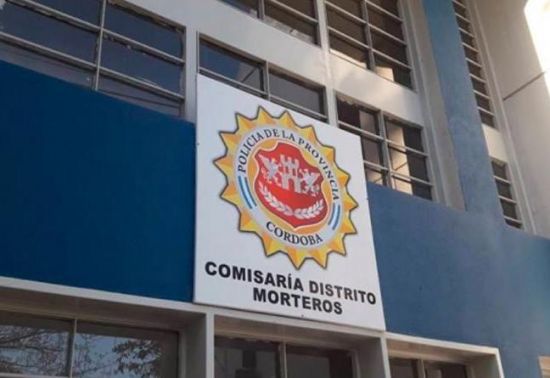 POLICIA DE LA PROVINCIA
CORDOBA
COMISARÍA DISTRITO
MORTEROS